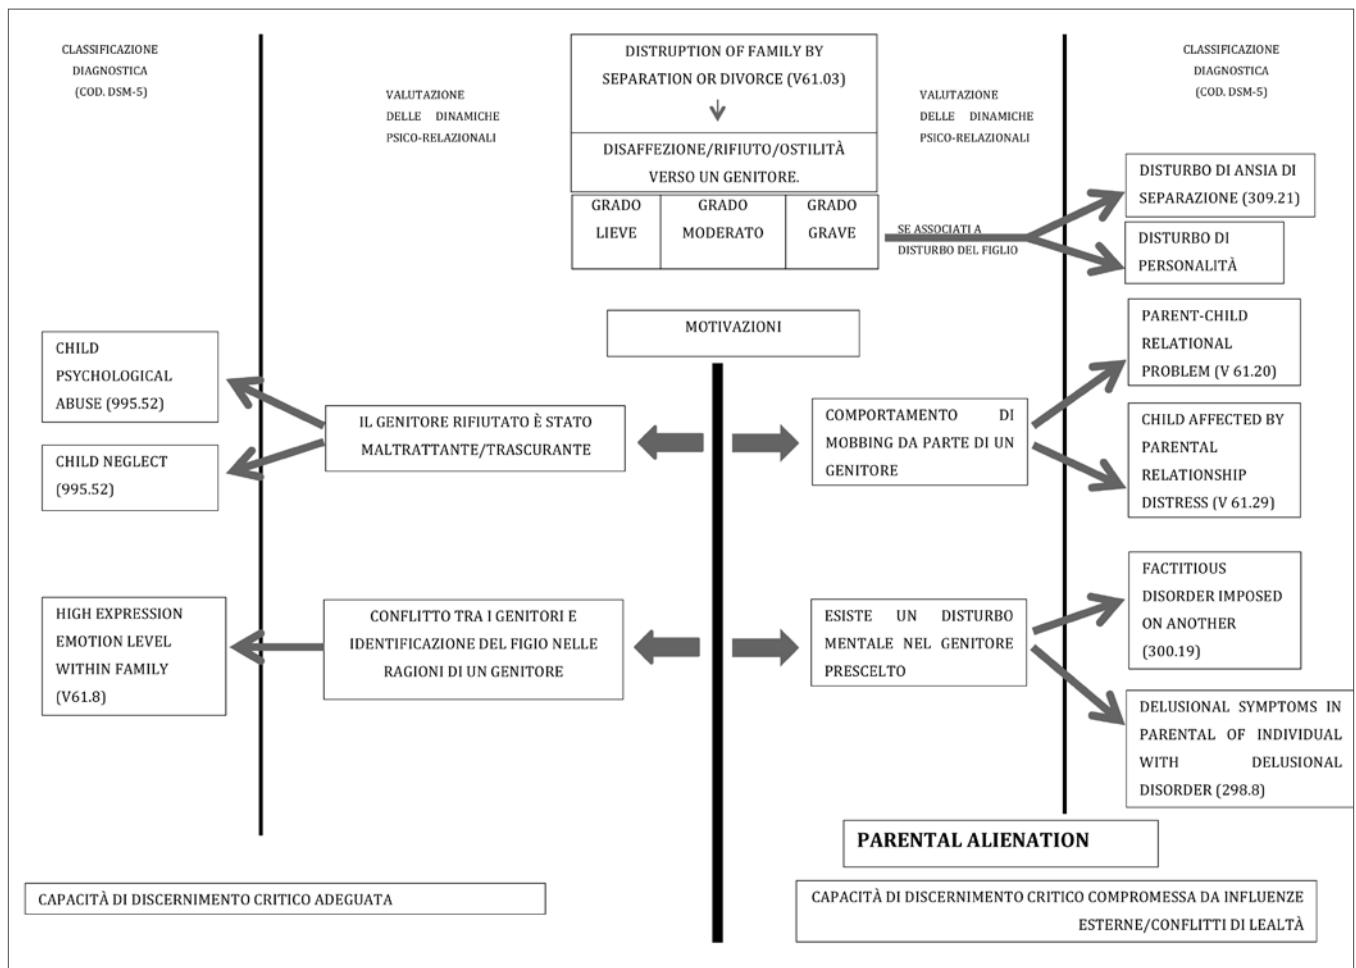 CLASSIFICAZIONE
DIAGNOSTICA
(COD. DSM-5)
VALUTAZIONE
DELLE DINAMICHE
PSICO-RELAZIONALI
DISTRUPTION OF FAMILY BY
SEPARATION OR DIVORCE (V61.03)
DISAFFEZIONE/RIFIUTO/OSTILITÀ
VERSO UN GENITORE.
GRADO
LIEVE
GRADO
MODERATO
GRADO
GRAVE
VALUTAZIONE
DELLE DINAMICHE
PSICO-RELAZIONALI
CLASSIFICAZIONE
DIAGNOSTICA
(COD. DSM-5)
SE ASSOCIATI A
DISTURBO DEL FIGLIO
DISTURBO DI ANSIA DI
SEPARAZIONE (309.21)
DISTURBO DI
PERSONALITÀ
MOTIVAZIONI
CHILD
PSYCHOLOGICAL
ABUSE (995.52)
CHILD NEGLECT
(995.52)
IL GENITORE RIFIUTATO È STATO
MALTRATTANTE/TRASCURANTE
COMPORTAMENTO DI
MOBBING DA PARTE DI UN
GENITORE
PARENT-CHILD
RELATIONAL
PROBLEM (V 61.20)
CHILD AFFECTED BY
PARENTAL
RELATIONSHIP
DISTRESS (V 61.29)
HIGH EXPRESSION
EMOTION LEVEL
WITHIN FAMILY
(V61.8)
CONFLITTO TRA I GENITORI E
IDENTIFICAZIONE DEL FIGIO NELLE
RAGIONI DI UN GENITORE
ESISTE UN DISTURBO
MENTALE NEL GENITORE
PRESCELTO
FACTITIOUS
DISORDER IMPOSED
ON ANOTHER
(300.19)
DELUSIONAL SYMPTOMS IN
PARENTAL OF INDIVIDUAL
WITH DELUSIONAL
DISORDER (298.8)
PARENTAL ALIENATION
CAPACITÀ DI DISCERNIMENTO CRITICO ADEGUATA
CAPACITÀ DI DISCERNIMENTO CRITICO COMPROMESSA DA INFLUENZE
ESTERNE/CONFLITTI DI LEALTÀ